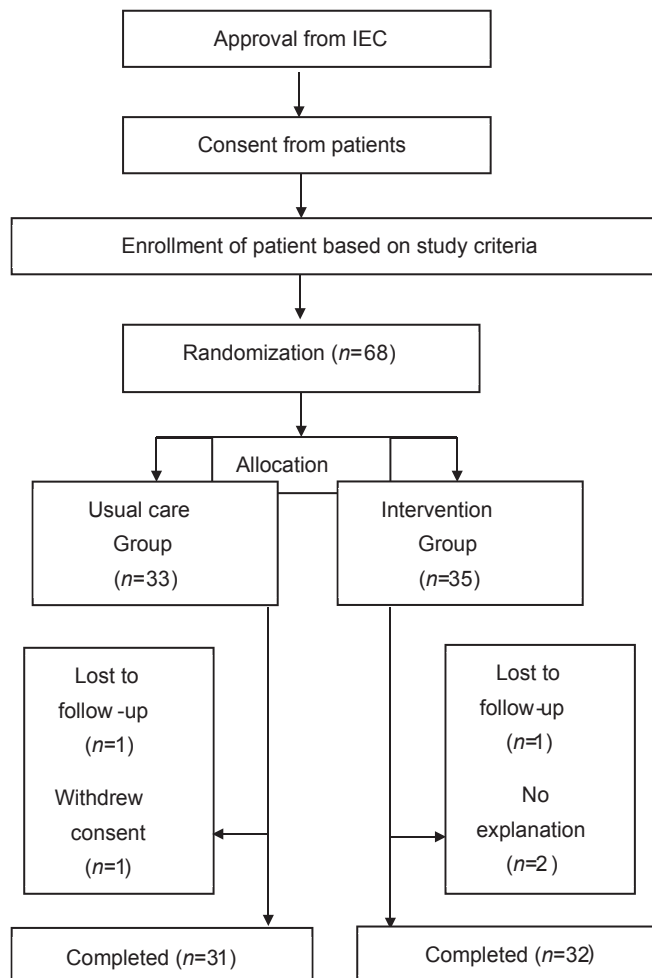 Approval from IEC
Consent from patients
Enrollment of patient based on study criteria
Randomization (n=68)
Allocation
Usual care
Group
(n=33)
Intervention
Group
(n=35)
Lost to
follow-up
(n=1)
Withdrew
consent
(n=1)
Lost to
follow-up
(n=1)
No
explanation
(n=2)
Completed (n=31)
Completed (n=32)